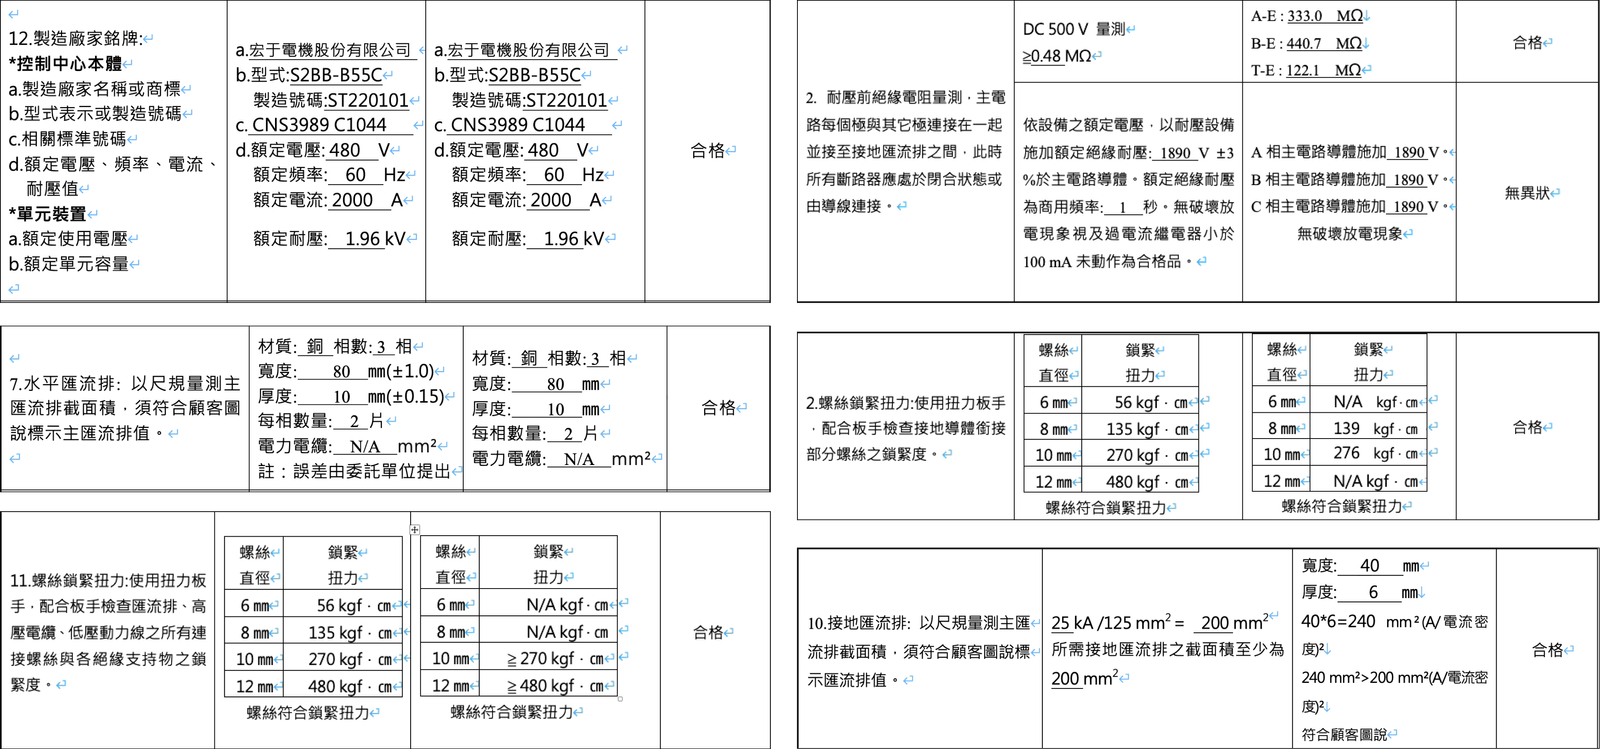 12.製造廠家銘牌:
*控制中心本體
a.製造廠家名稱或商標
b.型式表示或製造號碼
c.相關標準號碼
d.額定電壓、頻率、電流、
耐壓值
*單元裝置
a.額定使用電壓
b.額定單元容量
a.宏于電機股份有限公司
b.型式:S2BB-B55C
製造號碼:ST220101
c. CNS3989 C1044
d.額定電壓:480 V
額定頻率: 60 Hz
額定電流:2000 A
額定耐壓: 1.96 kV
a.宏于電機股份有限公司
b.型式:S2BB-B55C
製造號碼:ST220101
c. CNS3989 C1044
d.額定電壓:480 V
額定頻率: 60 Hz
額定電流:2000 A
額定耐壓: 1.96 kV
合格
7.水平匯流排: 以尺規量測主
匯流排截面積,須符合顧客圖
說標示主匯流排值。
材質: 銅 相數:3 相
寬度: 80 mm(±1.0)
厚度: 10 mm(±0.15)
每相數量: 2 片
電力電纜: N/A mm²
註:誤差由委託單位提出
材質: 銅 相數:3 相
寬度: 80 mm
厚度: 10 mm
每相數量: 2 片
電力電纜: N/A mm²
合格
11.螺絲鎖緊扭力:使用扭力板
手,配合板手檢查匯流排、高
壓電纜、低壓動力線之所有連
接螺絲與各絕緣支持物之鎖
緊度。
螺絲 鎖緊
直徑 扭力
6 mm 56 kgf · cm
8 mm 135 kgf · cm
10 mm 270 kgf · cm
12 mm 480 kgf · cm
螺絲符合鎖緊扭力
螺絲 鎖緊
直徑 扭力
6 mm N/A kgf · cm
8 mm N/A kgf · cm
10 mm ≧270 kgf · cm
12 mm ≧480 kgf · cm
螺絲符合鎖緊扭力
合格
2. 耐壓前絕緣電阻量測,主電
路每個極與其它極連接在一起
並接至接地匯流排之間,此時
所有斷路器應處於閉合狀態或
由導線連接。
DC 500 V 量測
≧0.48 MΩ
A-E : 333.0 MΩ
B-E : 440.7 MΩ
T-E : 122.1 MΩ
合格
依設備之額定電壓,以耐壓設備
施加額定絕緣耐壓: 1890 V ±3
%於主電路導體。額定絕緣耐壓
為商用頻率: 1 秒。無破壞放
電現象視及過電流繼電器小於
100 mA 未動作為合格品。
A 相主電路導體施加 1890 V。
B 相主電路導體施加 1890 V。
C 相主電路導體施加 1890 V。
無破壞放電現象
無異狀
2.螺絲鎖緊扭力:使用扭力板手
,配合板手檢查接地導體銜接
部分螺絲之鎖緊度。
螺絲 鎖緊
直徑 扭力
6 mm 56 kgf · cm
8 mm 135 kgf · cm
10 mm 270 kgf · cm
12 mm 480 kgf · cm
螺絲符合鎖緊扭力
螺絲 鎖緊
直徑 扭力
6 mm N/A kgf · cm
8 mm 139 kgf · cm
10 mm 276 kgf · cm
12 mm N/A kgf · cm
螺絲符合鎖緊扭力
合格
10.接地匯流排: 以尺規量測主匯
流排截面積,須符合顧客圖說標
示匯流排值。
25 kA /125 mm² = 200 mm²
所需接地匯流排之截面積至少為
200 mm²
寬度: 40 mm
厚度: 6 mm
40*6=240 mm²(A/電流密
度)²
240 mm²>200 mm²(A/電流密
度)²
符合顧客圖說
合格